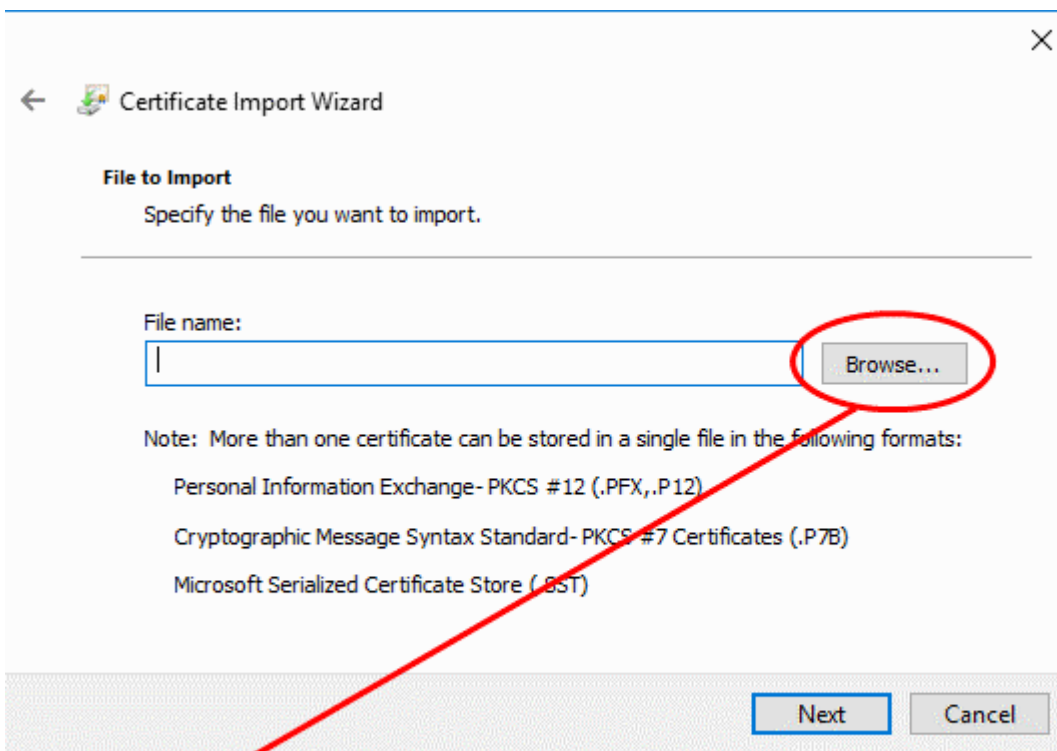 Certificate Import Wizard
File to Import
Specify the file you want to import.
File name:
Browse...
Note: More than one certificate can be stored in a single file in the following formats:
Personal Information Exchange- PKCS #12 (.PFX,.P12)
Cryptographic Message Syntax Standard- PKCS #7 Certificates (.P7B)
Microsoft Serialized Certificate Store (.SST)
Next
Cancel